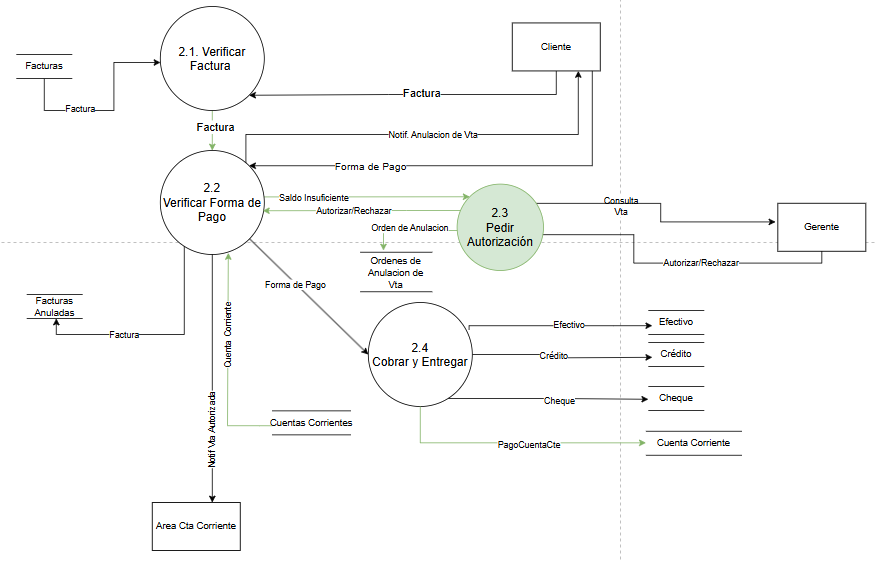 2.1. Verificar
Factura
Cliente
Facturas
Factura
Factura
Factura
Notif. Anulacion de Vta
Forma de Pago
2.2
Verificar Forma de
Pago
Saldo Insuficiente
Autorizar/Rechazar
Orden de Anulacion
2.3
Pedir
Autorización
Consulta
Vta
Gerente
Autorizar/Rechazar
Ordenes de
Anulacion de
Vta
Forma de Pago
Facturas
Anuladas
Factura
Cuenta Corriente
Notif Vta Autorizada
2.4
Cobrar y Entregar
Efectivo
Efectivo
Crédito
Crédito
Cheque
Cheque
Cuentas Corrientes
PagoCuentaCte
Cuenta Corriente
Area Cta Corriente